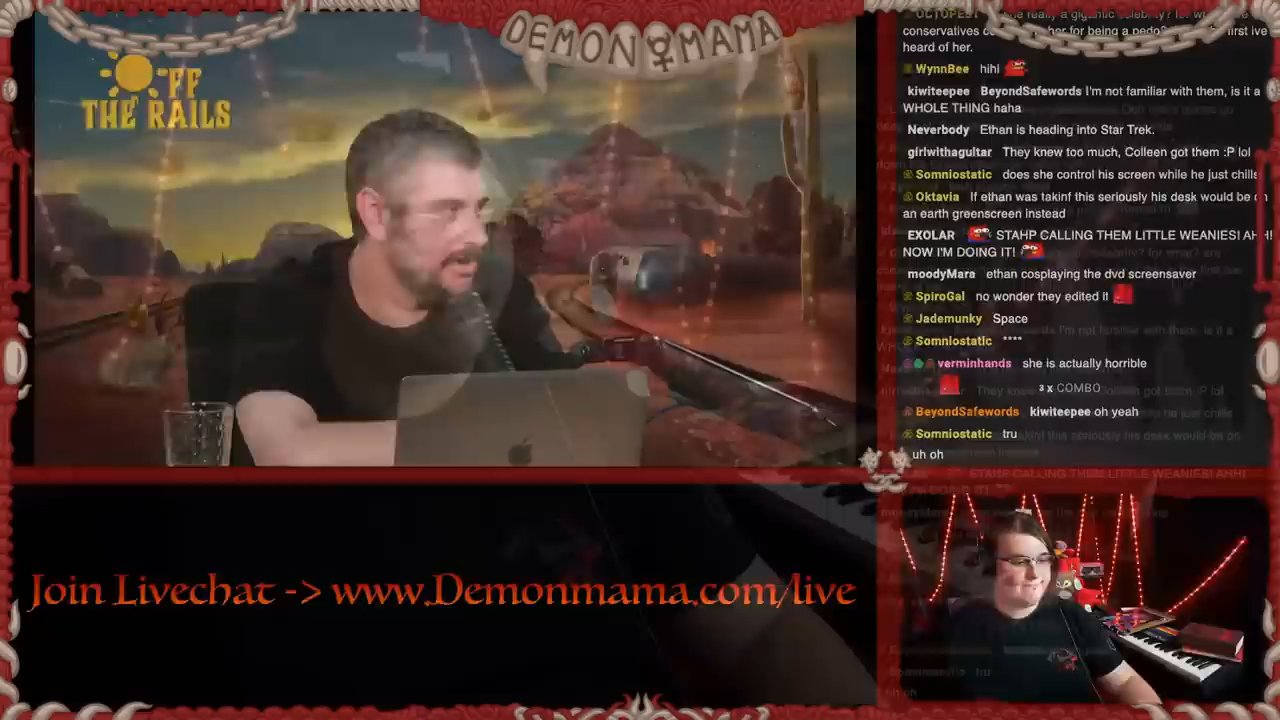 DEMON MAMA
OFF
THE RAILS
conservatives
heard of her.
WynnBee hihi
kiwiteepee BeyondSafewords I'm not familiar with them, is it a
WHOLE THING haha
Neverbody Ethan is heading into Star Trek.
girlwithaguitar They knew too much, Colleen got them :P lol
Somniostatic does she control his screen while he just chills
Oktavia If ethan was takinf this seriously his desk would be on
an earth greenscreen instead
EXOLAR STAHP CALLING THEM LITTLE WEANIES! AHH!
NOW I'M DOING IT!
moodyMara ethan cosplaying the dvd screensaver
SpiroGal no wonder they edited it
Jademunky Space
Somniostatic ****
verminhands she is actually horrible
3 x COMBO
BeyondSafewords kiwiteepee oh yeah
Somniostatic tru
uh oh
Join Livechat -> www.Demonmama.com/live